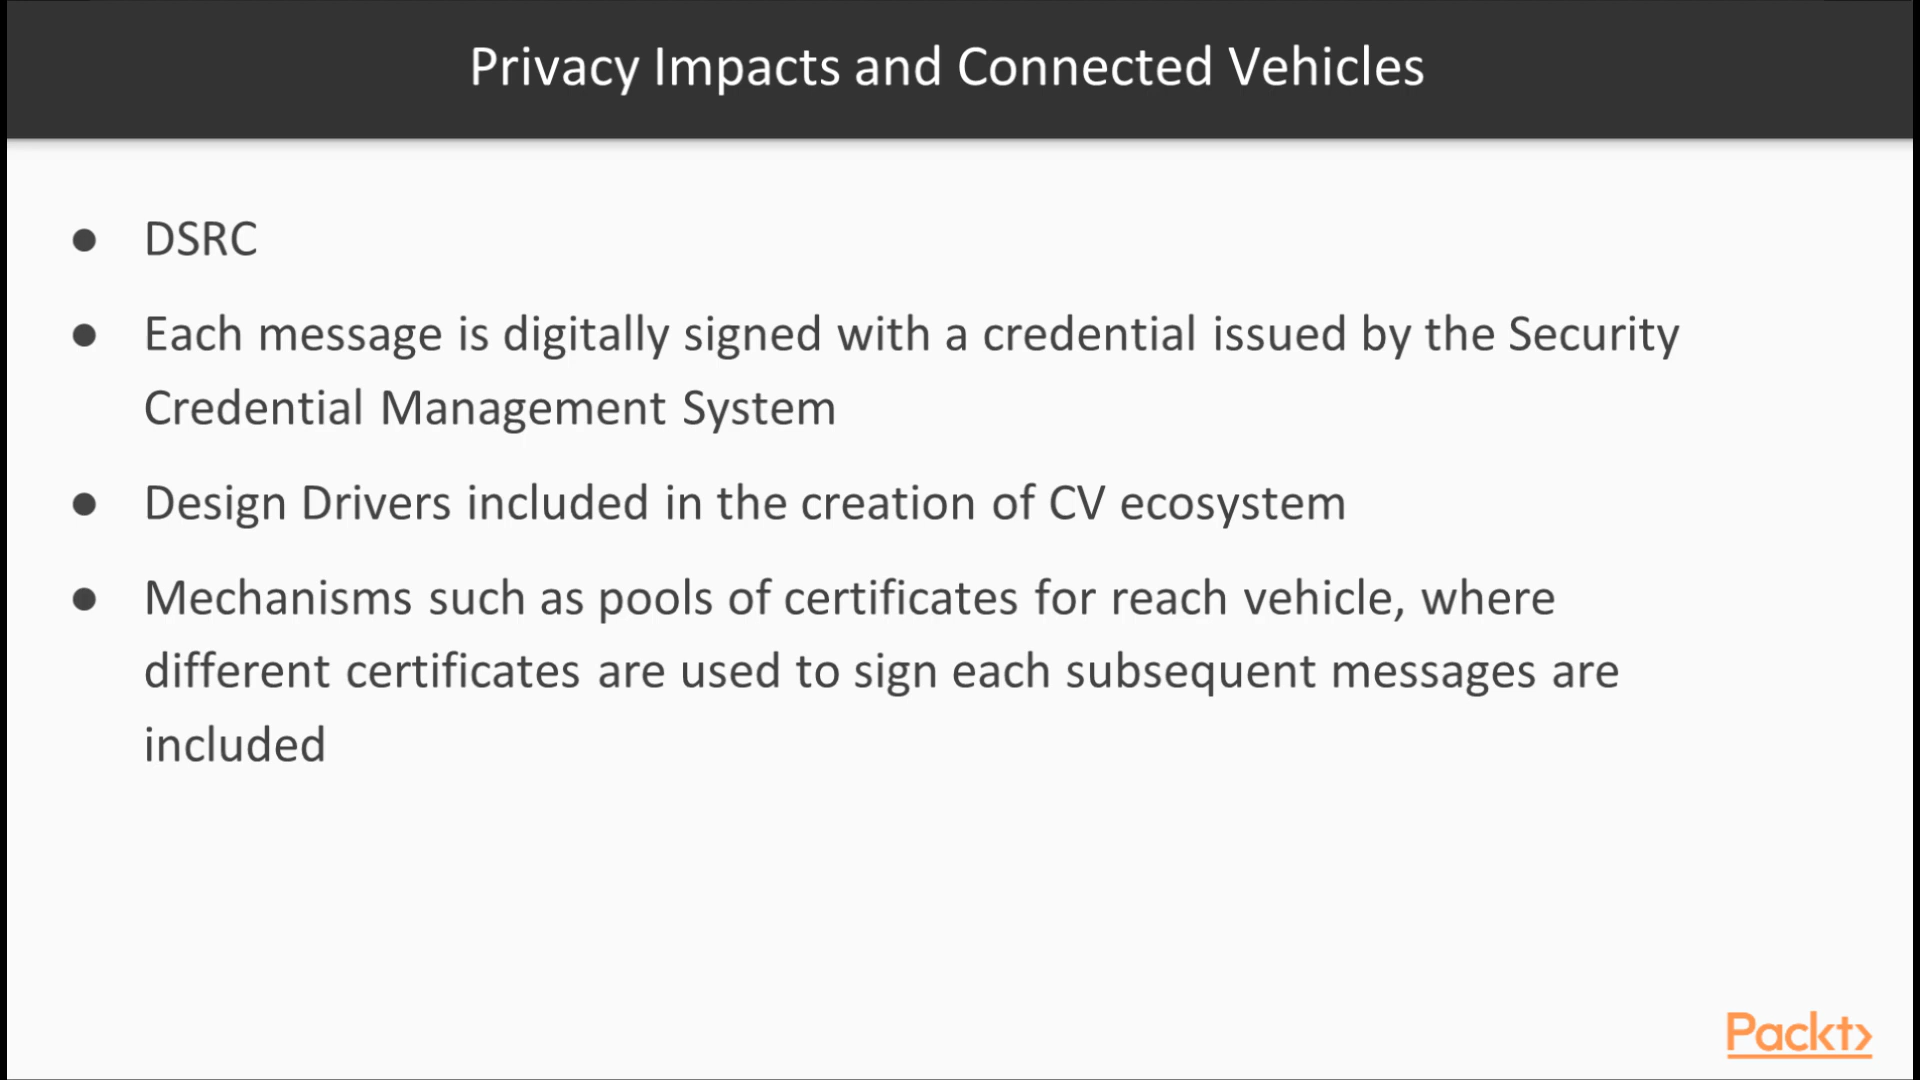 Privacy Impacts and Connected Vehicles
● DSRC
● Each message is digitally signed with a credential issued by the Security
Credential Management System
● Design Drivers included in the creation of CV ecosystem
● Mechanisms such as pools of certificates for reach vehicle, where
different certificates are used to sign each subsequent messages are
included
Packt>